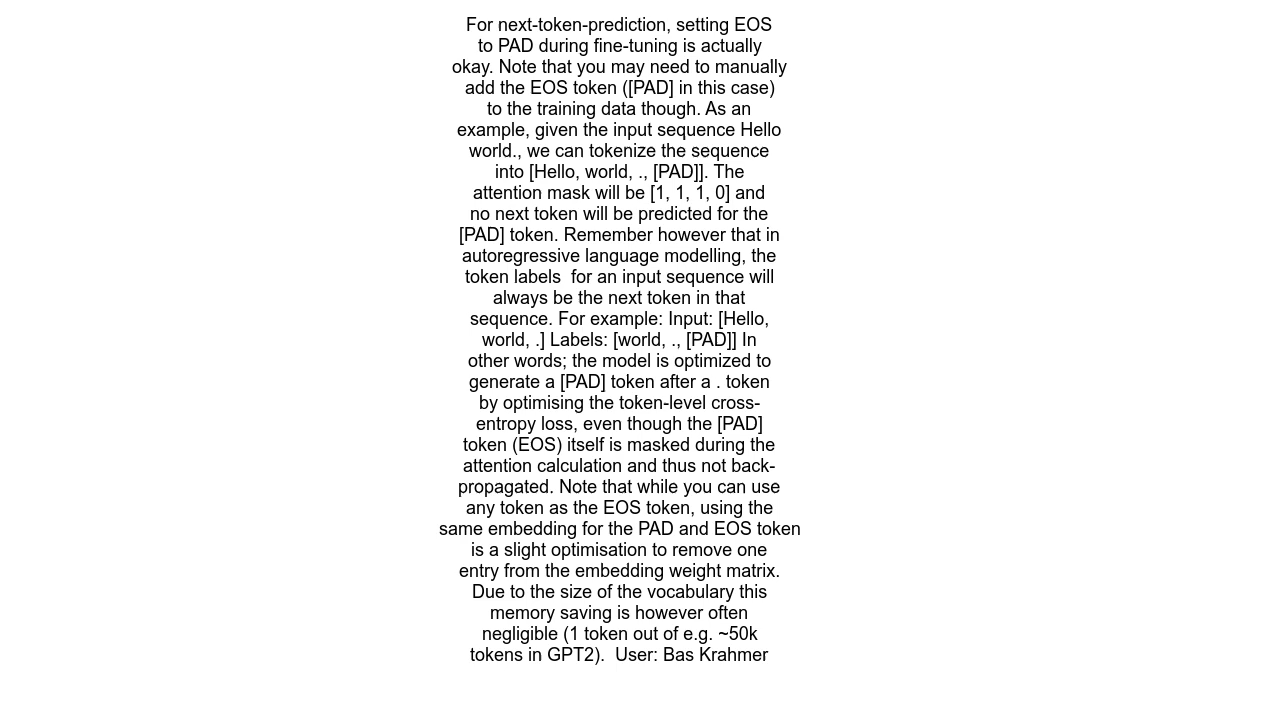 For next-token-prediction, setting EOS
to PAD during fine-tuning is actually
okay. Note that you may need to manually
add the EOS token ([PAD] in this case)
to the training data though. As an
example, given the input sequence Hello
world., we can tokenize the sequence
into [Hello, world, ., [PAD]]. The
attention mask will be [1, 1, 1, 0] and
no next token will be predicted for the
[PAD] token. Remember however that in
autoregressive language modelling, the
token labels  for an input sequence will
always be the next token in that
sequence. For example: Input: [Hello,
world, .] Labels: [world, ., [PAD]] In
other words; the model is optimized to
generate a [PAD] token after a . token
by optimising the token-level cross-
entropy loss, even though the [PAD]
token (EOS) itself is masked during the
attention calculation and thus not back-
propagated. Note that while you can use
any token as the EOS token, using the
same embedding for the PAD and EOS token
is a slight optimisation to remove one
entry from the embedding weight matrix.
Due to the size of the vocabulary this
memory saving is however often
negligible (1 token out of e.g. ~50k
tokens in GPT2).  User: Bas Krahmer